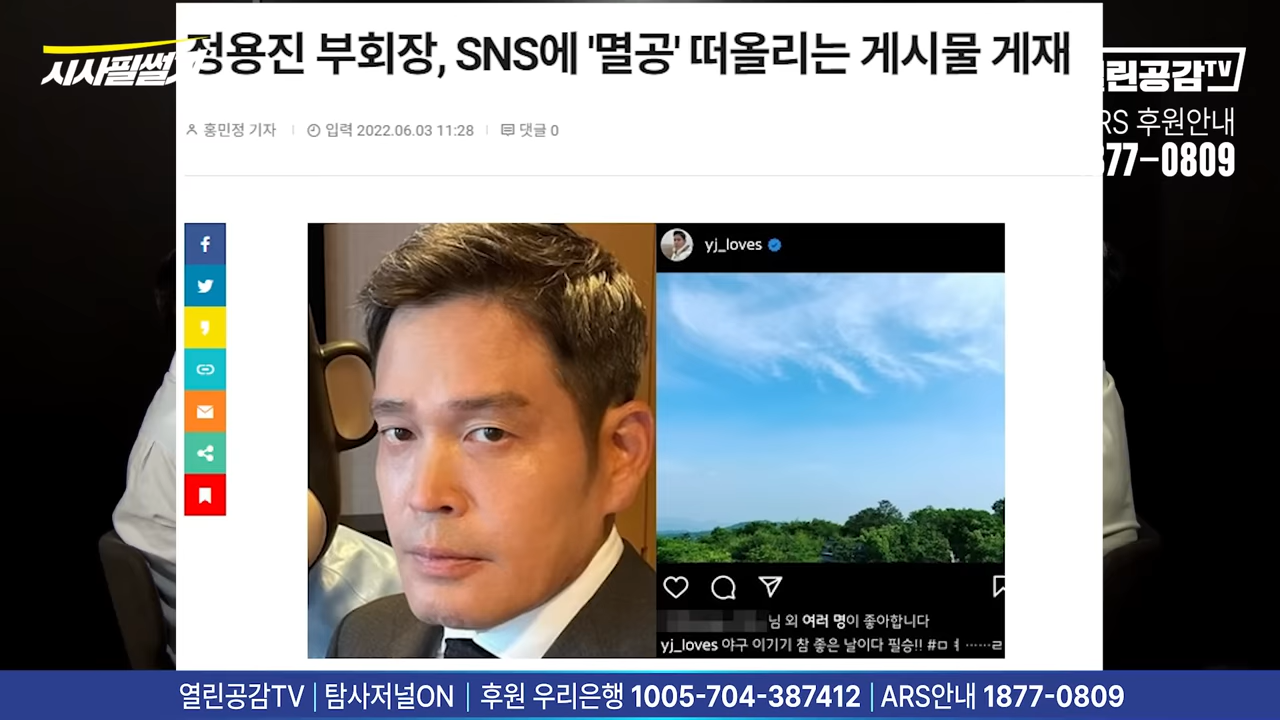 정용진 부회장, SNS에 '멸공' 떠올리는 게시물 게재
시사필썰
열린공감TV
ARS 후원안내
1877-0809
홍민정 기자
입력 2022.06.03 11:28
댓글 0
yj_loves
님 외 여러 명이 좋아합니다
yj_loves 야구 이기기 참 좋은 날이다 필승!! #ㅁㅕ……ㄹ
열린공감TV | 탐사저널ON | 후원 우리은행 1005-704-387412 | ARS안내 1877-0809